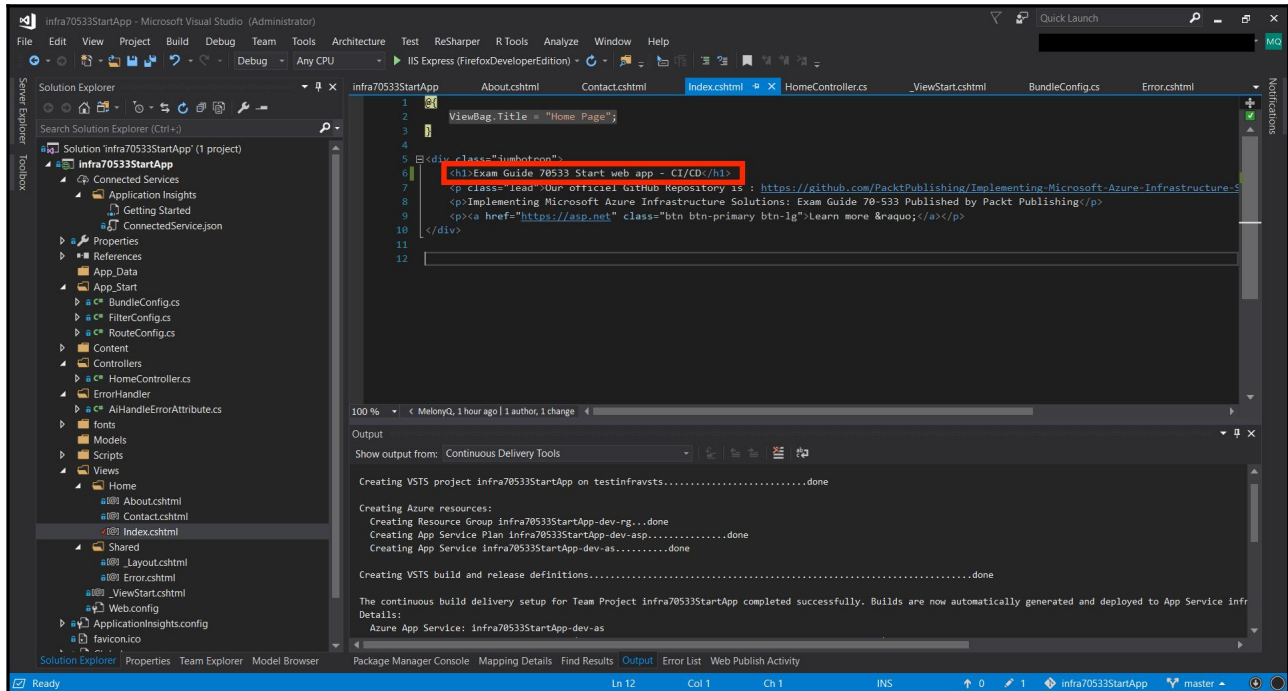 infra70533StartApp - Microsoft Visual Studio (Administrator)
Quick Launch
File Edit View Project Build Debug Team Tools Architecture Test ReSharper R Tools Analyze Window Help
MQ
Debug Any CPU IIS Express (FirefoxDeveloperEdition)
Server Explorer
Toolbox
Notifications
Solution Explorer
Search Solution Explorer (Ctrl+;)
Solution 'infra70533StartApp' (1 project)
infra70533StartApp
Connected Services
Application Insights
Getting Started
ConnectedService.json
Properties
References
App_Data
App_Start
BundleConfig.cs
FilterConfig.cs
RouteConfig.cs
Content
Controllers
HomeController.cs
ErrorHandler
AiHandleErrorAttribute.cs
fonts
Models
Scripts
Views
Home
About.cshtml
Contact.cshtml
Index.cshtml
Shared
_Layout.cshtml
Error.cshtml
_ViewStart.cshtml
Web.config
ApplicationInsights.config
favicon.ico
Solution Explorer Properties Team Explorer Model Browser
infra70533StartApp About.cshtml Contact.cshtml Index.cshtml HomeController.cs _ViewStart.cshtml BundleConfig.cs Error.cshtml
1 @{
2 ViewBag.Title = "Home Page";
3 }
4
5 <div class="jumbotron">
6 <h1>Exam Guide 70533 Start web app - CI/CD</h1>
7 <p class="lead">Our officiel GitHub Repository is : https://github.com/PacktPublishing/Implementing-Microsoft-Azure-Infrastructure-S
8 <p>Implementing Microsoft Azure Infrastructure Solutions: Exam Guide 70-533 Published by Packt Publishing</p>
9 <p><a href="https://asp.net" class="btn btn-primary btn-lg">Learn more &raquo;</a></p>
10 </div>
11
12
100 % MelonyQ, 1 hour ago | 1 author, 1 change
Output
Show output from: Continuous Delivery Tools
Creating VSTS project infra70533StartApp on testinfravsts...........................done
Creating Azure resources:
Creating Resource Group infra70533StartApp-dev-rg...done
Creating App Service Plan infra70533StartApp-dev-asp...............done
Creating App Service infra70533StartApp-dev-as..........done
Creating VSTS build and release definitions........................................................................done
The continuous build delivery setup for Team Project infra70533StartApp completed successfully. Builds are now automatically generated and deployed to App Service infr
Details:
Azure App Service: infra70533StartApp-dev-as
Package Manager Console Mapping Details Find Results Output Error List Web Publish Activity
Ready Ln 12 Col 1 Ch 1 INS 0 1 infra70533StartApp master